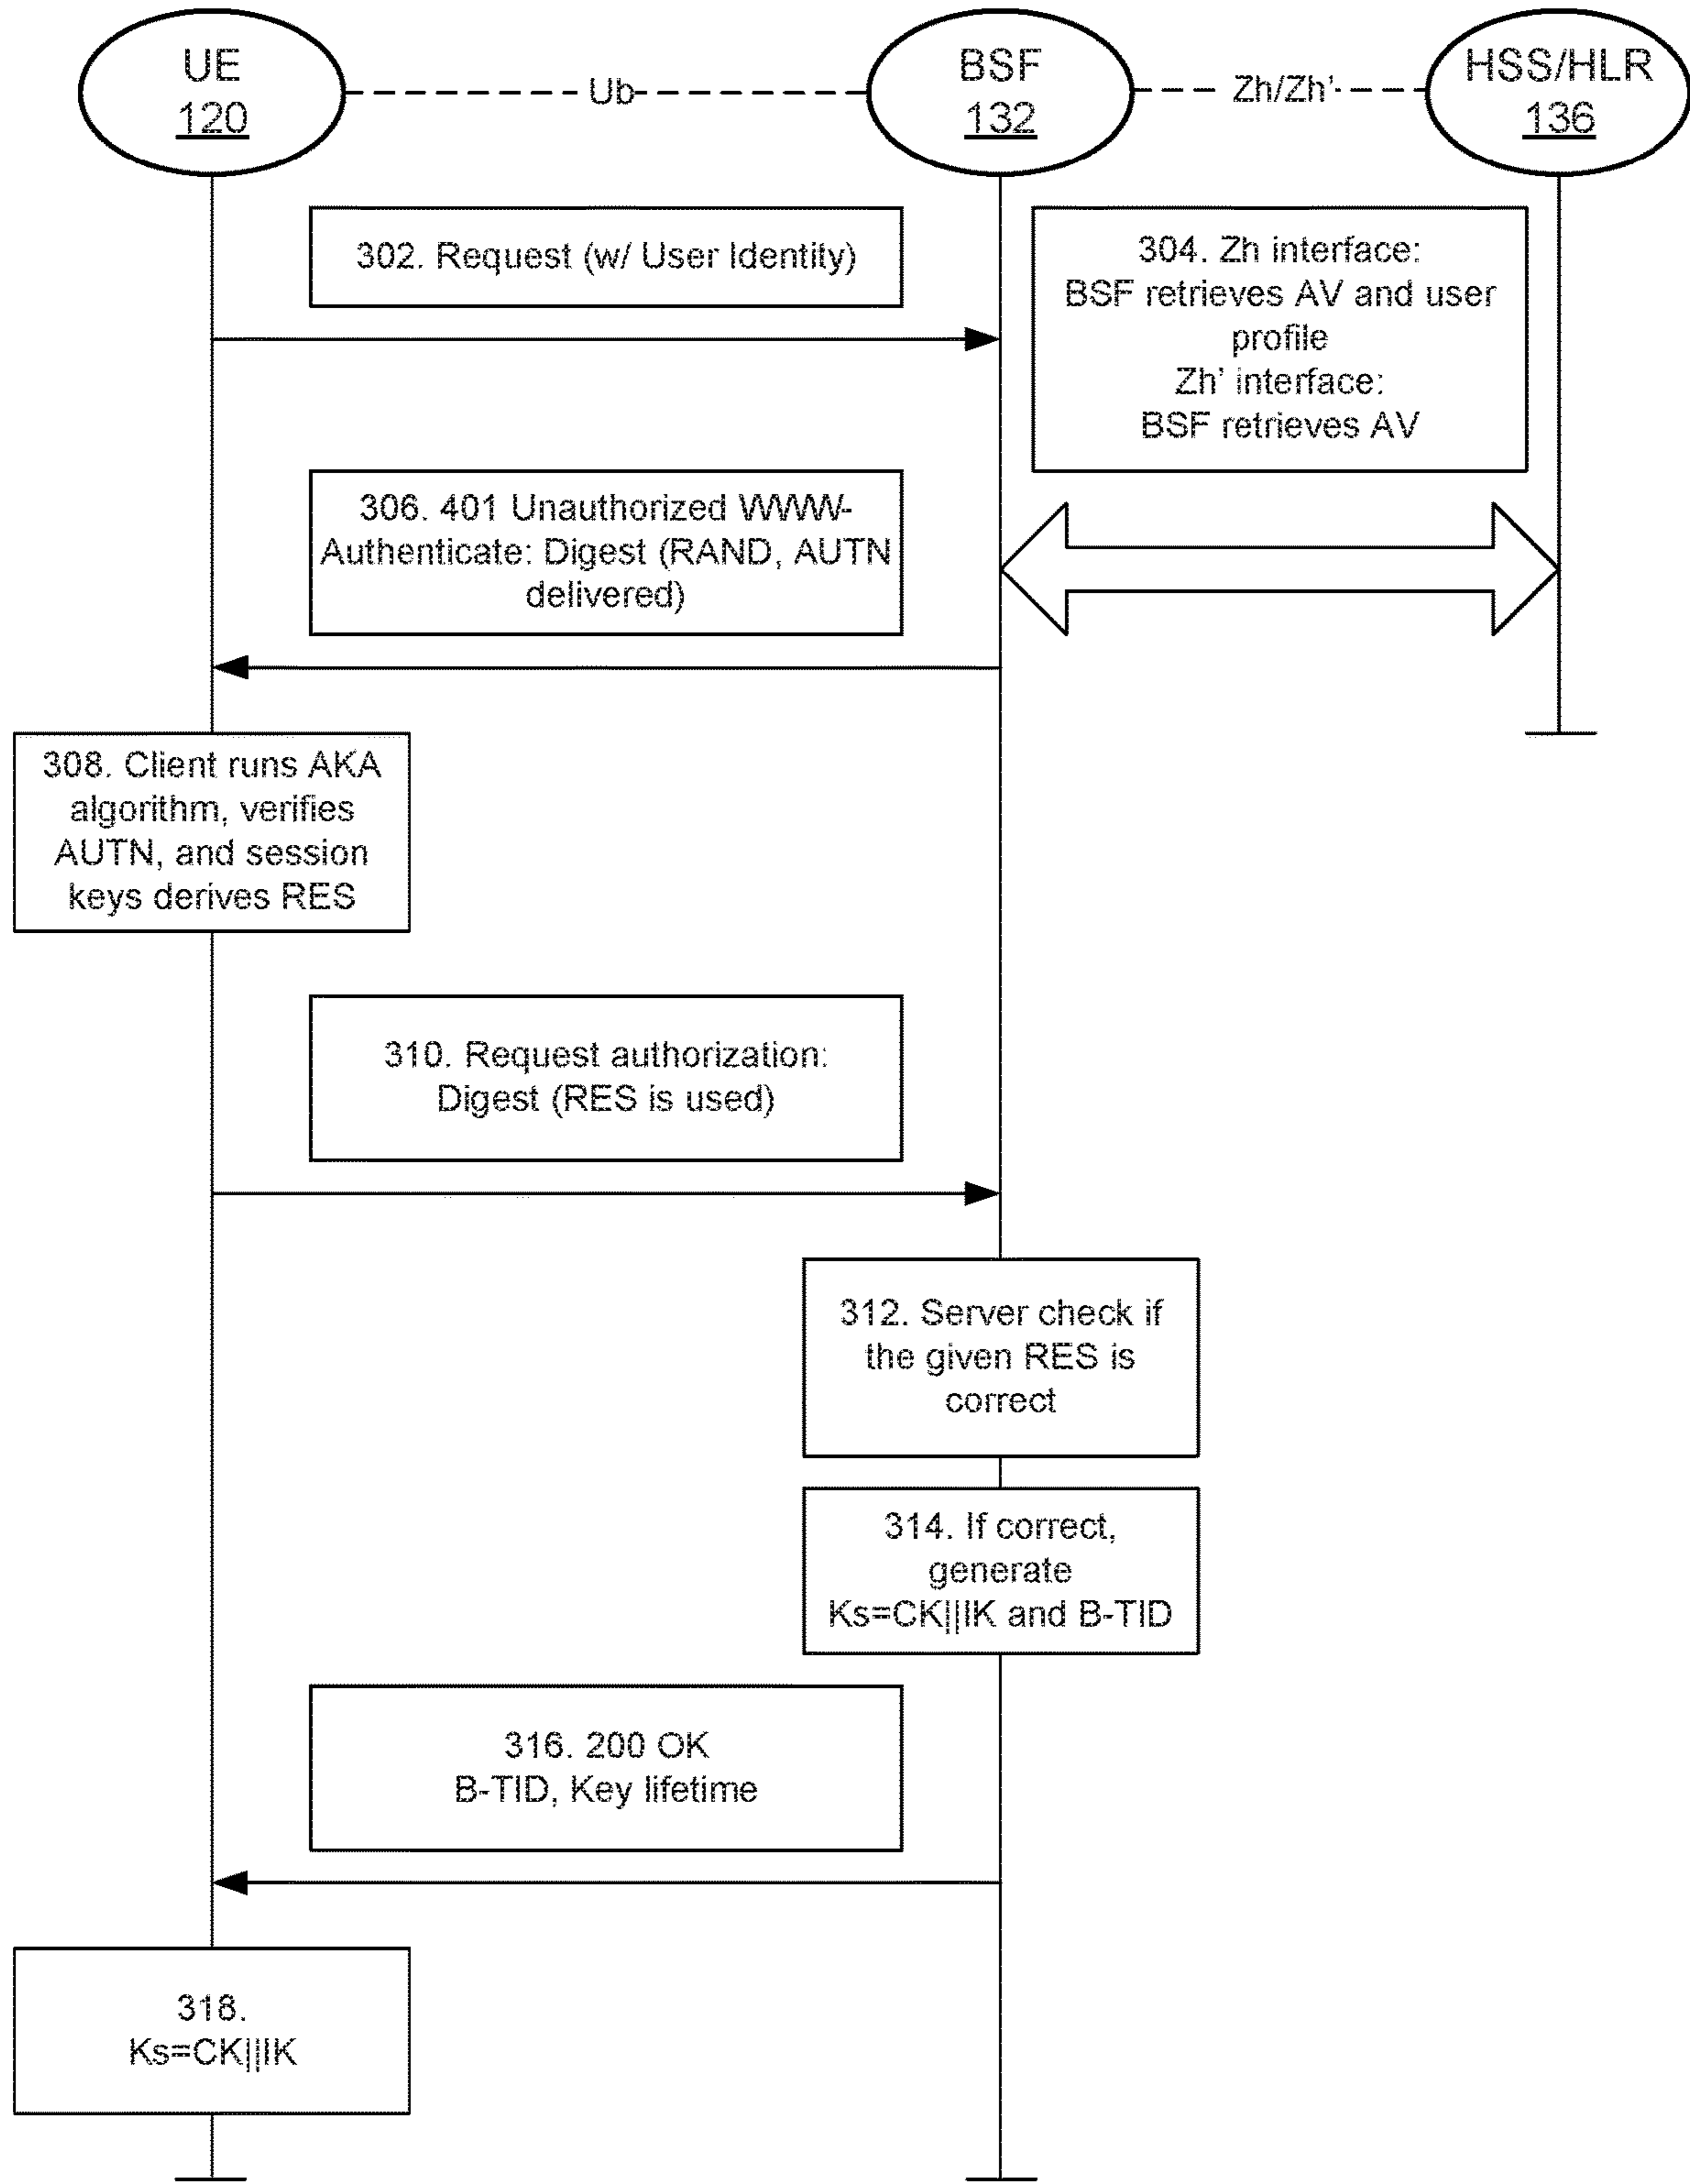 UE
120
Ub
BSF
132
Zh/Zh'
HSS/HLR
136
302. Request (w/ User Identity)
304. Zh interface:
BSF retrieves AV and user
profile
Zh' interface:
BSF retrieves AV
306. 401 Unauthorized WWW-
Authenticate: Digest (RAND, AUTN
delivered)
308. Client runs AKA
algorithm, verifies
AUTN, and session
keys derives RES
310. Request authorization:
Digest (RES is used)
312. Server check if
the given RES is
correct
314. If correct,
generate
Ks=CK||IK and B-TID
316. 200 OK
B-TID, Key lifetime
318.
Ks=CK||IK